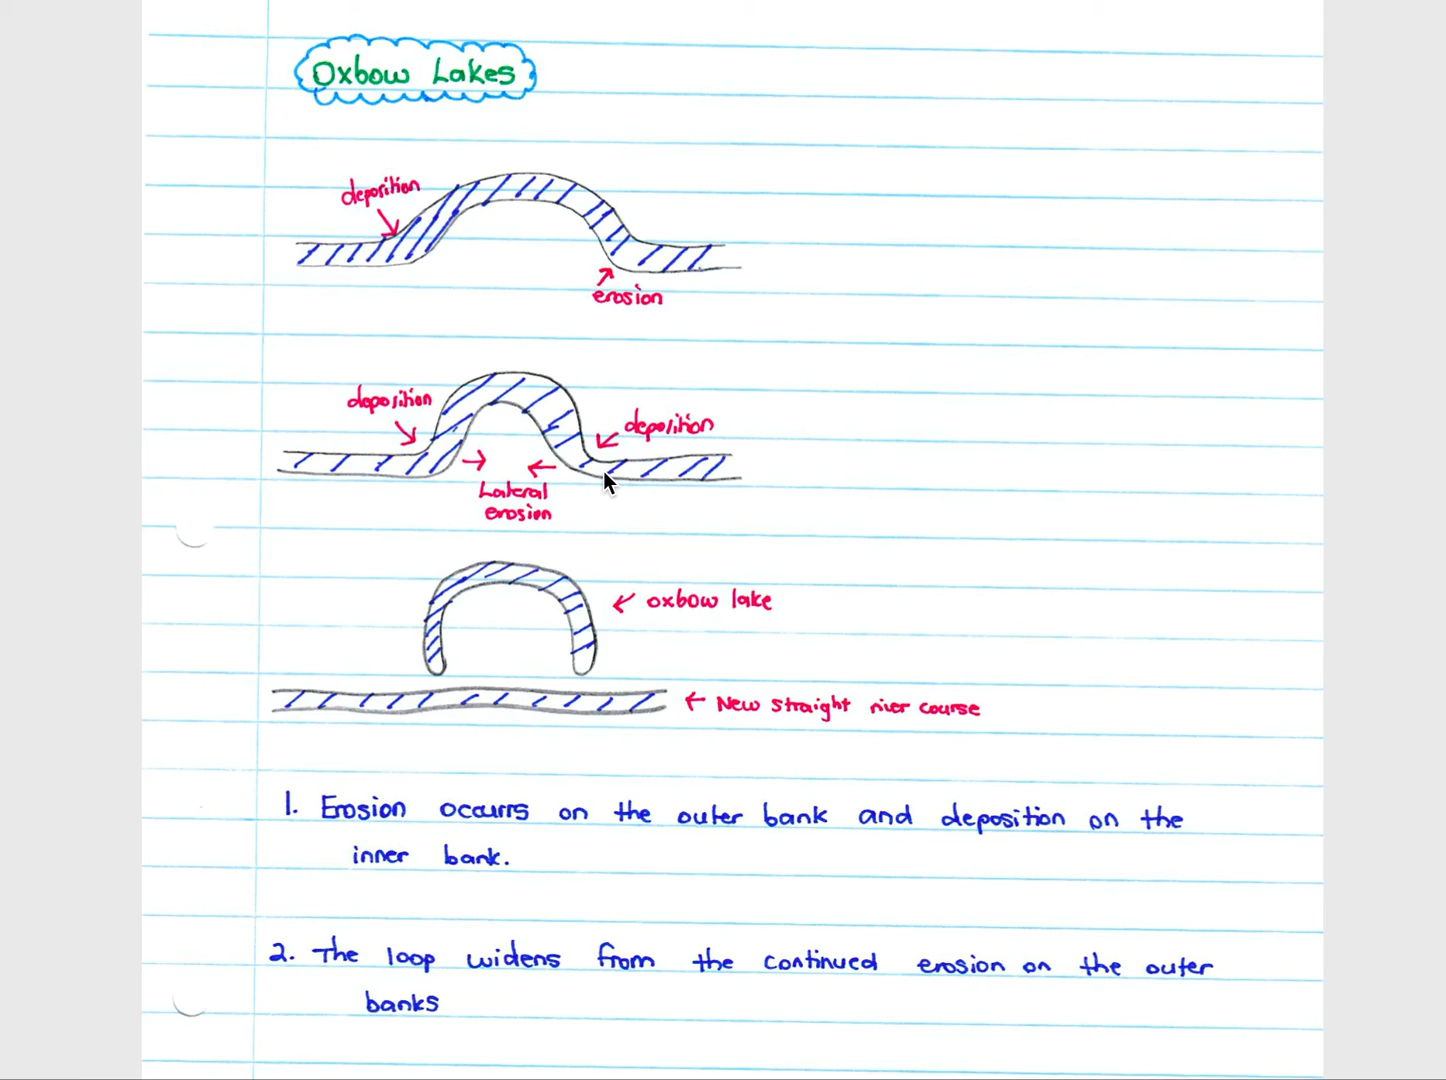 Oxbow Lakes
deposition
erosion
deposition
deposition
Lateral
erosion
oxbow lake
New straight river course
1. Erosion occurrs on the outer bank and deposition on the
inner bank.
2. The loop widens from the continued erosion on the outer
banks